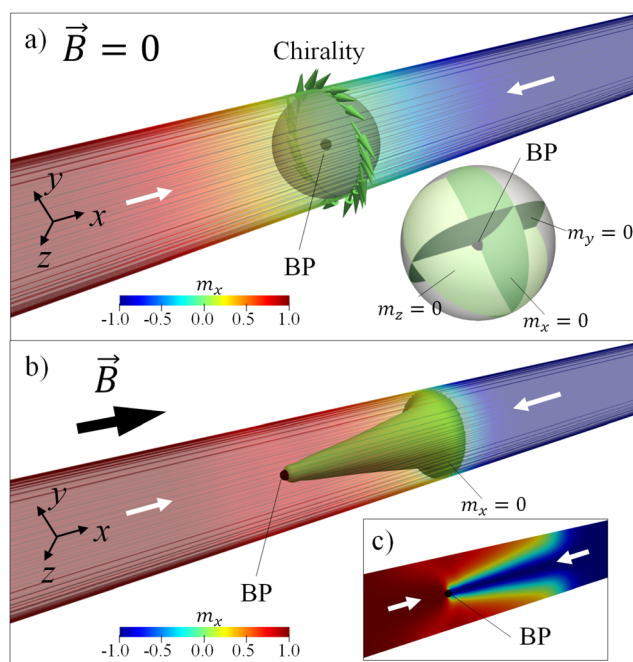 a) B⃗ = 0
Chirality
BP
y
x
z
BP
m_y = 0
m_z = 0
m_x = 0
m_x
-1.0 -0.5 0.0 0.5 1.0
b) B⃗
y
x
z
m_x = 0
BP
c)
BP
m_x
-1.0 -0.5 0.0 0.5 1.0